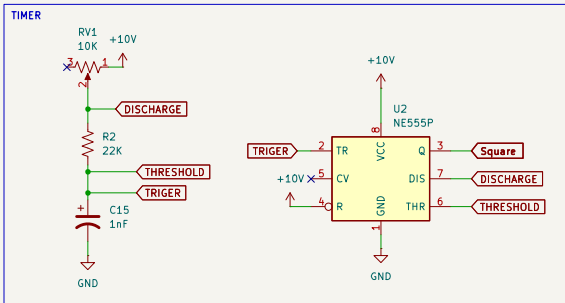 TIMER
RV1
10K
+10V
3
1
2
DISCHARGE
R2
22K
THRESHOLD
TRIGER
+
C15
1nF
GND
+10V
U2
NE555P
8
VCC
TRIGER
2
TR
Q
3
Square
+10V
5
CV
DIS
7
DISCHARGE
4
R
GND
THR
6
THRESHOLD
1
GND